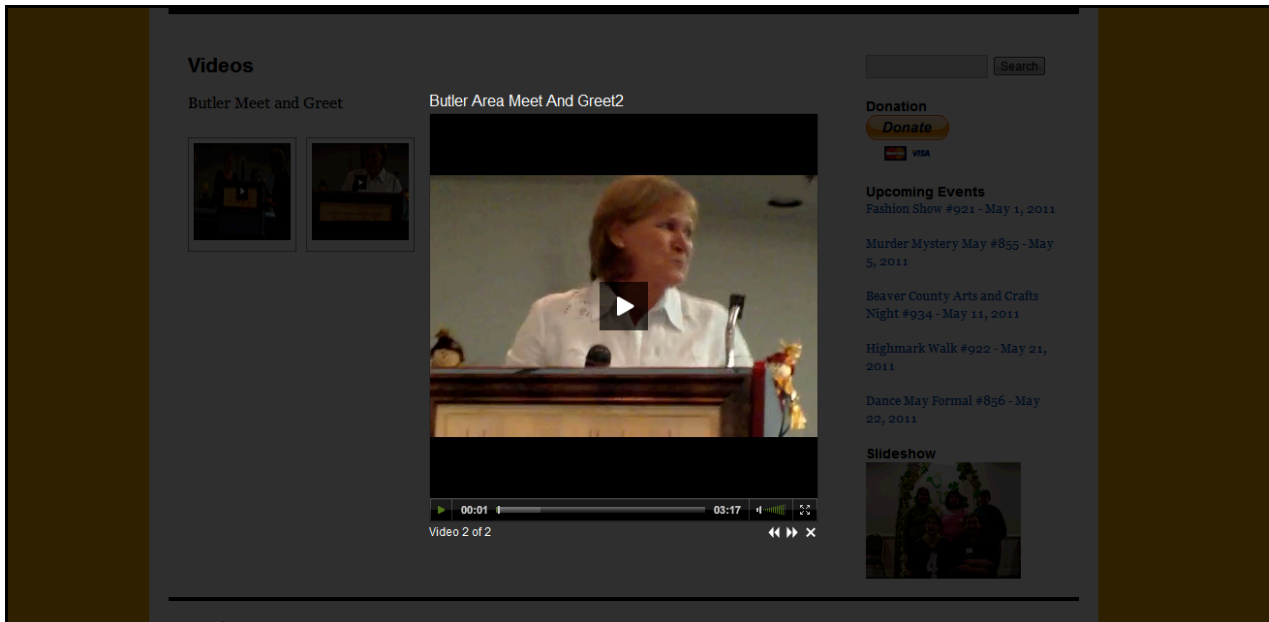 Videos
Butler Meet and Greet
Butler Area Meet And Greet2
00:01
03:17
Video 2 of 2
Search
Donation
Donate
VISA
Upcoming Events
Fashion Show #921 - May 1, 2011
Murder Mystery May #855 - May
5, 2011
Beaver County Arts and Crafts
Night #934 - May 11, 2011
Highmark Walk #922 - May 21,
2011
Dance May Formal #856 - May
22, 2011
Slideshow